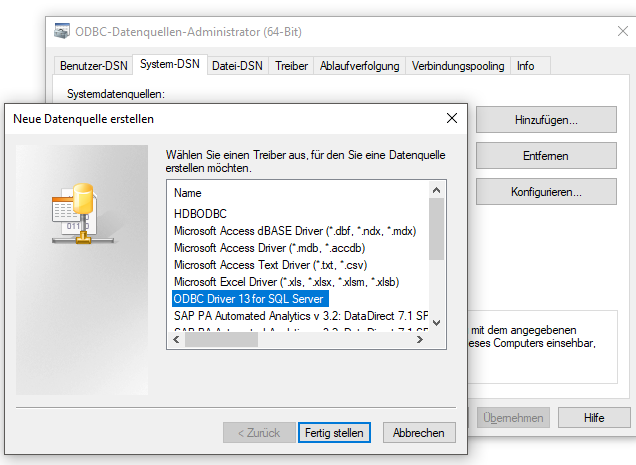 ODBC-Datenquellen-Administrator (64-Bit)
Benutzer-DSN System-DSN Datei-DSN Treiber Ablaufverfolgung Verbindungspooling Info
Systemdatenquellen:
Hinzufügen...
Entfernen
Konfigurieren...
mit dem angegebenen
eses Computers einsehbar,
Übernehmen Hilfe
Neue Datenquelle erstellen
Wählen Sie einen Treiber aus, für den Sie eine Datenquelle
erstellen möchten.
Name
HDBODBC
Microsoft Access dBASE Driver (*.dbf, *.ndx, *.mdx)
Microsoft Access Driver (*.mdb, *.accdb)
Microsoft Access Text Driver (*.txt, *.csv)
Microsoft Excel Driver (*.xls, *.xlsx, *.xlsm, *.xlsb)
ODBC Driver 13 for SQL Server
SAP PA Automated Analytics v 3.2: DataDirect 7.1 SF
SAP PA Automated Analytics v 3.2: DataDirect 7.1 SF
< Zurück Fertig stellen Abbrechen